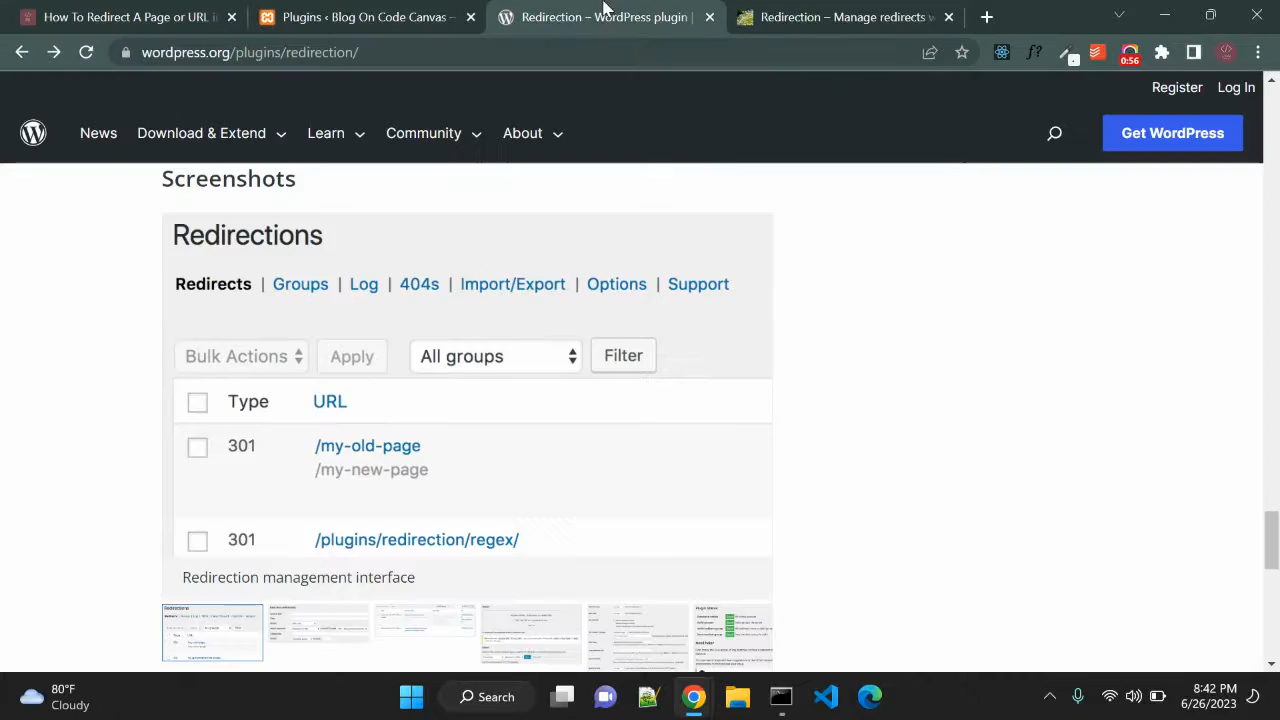 How To Redirect A Page or URL i
Plugins ‹ Blog On Code Canvas –
Redirection – WordPress plugin |
Redirection – Manage redirects w
wordpress.org/plugins/redirection/
0:56
Register
Log In
News
Download & Extend
Learn
Community
About
Get WordPress
Screenshots
Redirections
Redirects | Groups | Log | 404s | Import/Export | Options | Support
Bulk Actions
Apply
All groups
Filter
Type
URL
301
/my-old-page
/my-new-page
301
/plugins/redirection/regex/
Redirection management interface
80°F
Cloudy
Search
8:42 PM
6/26/2023